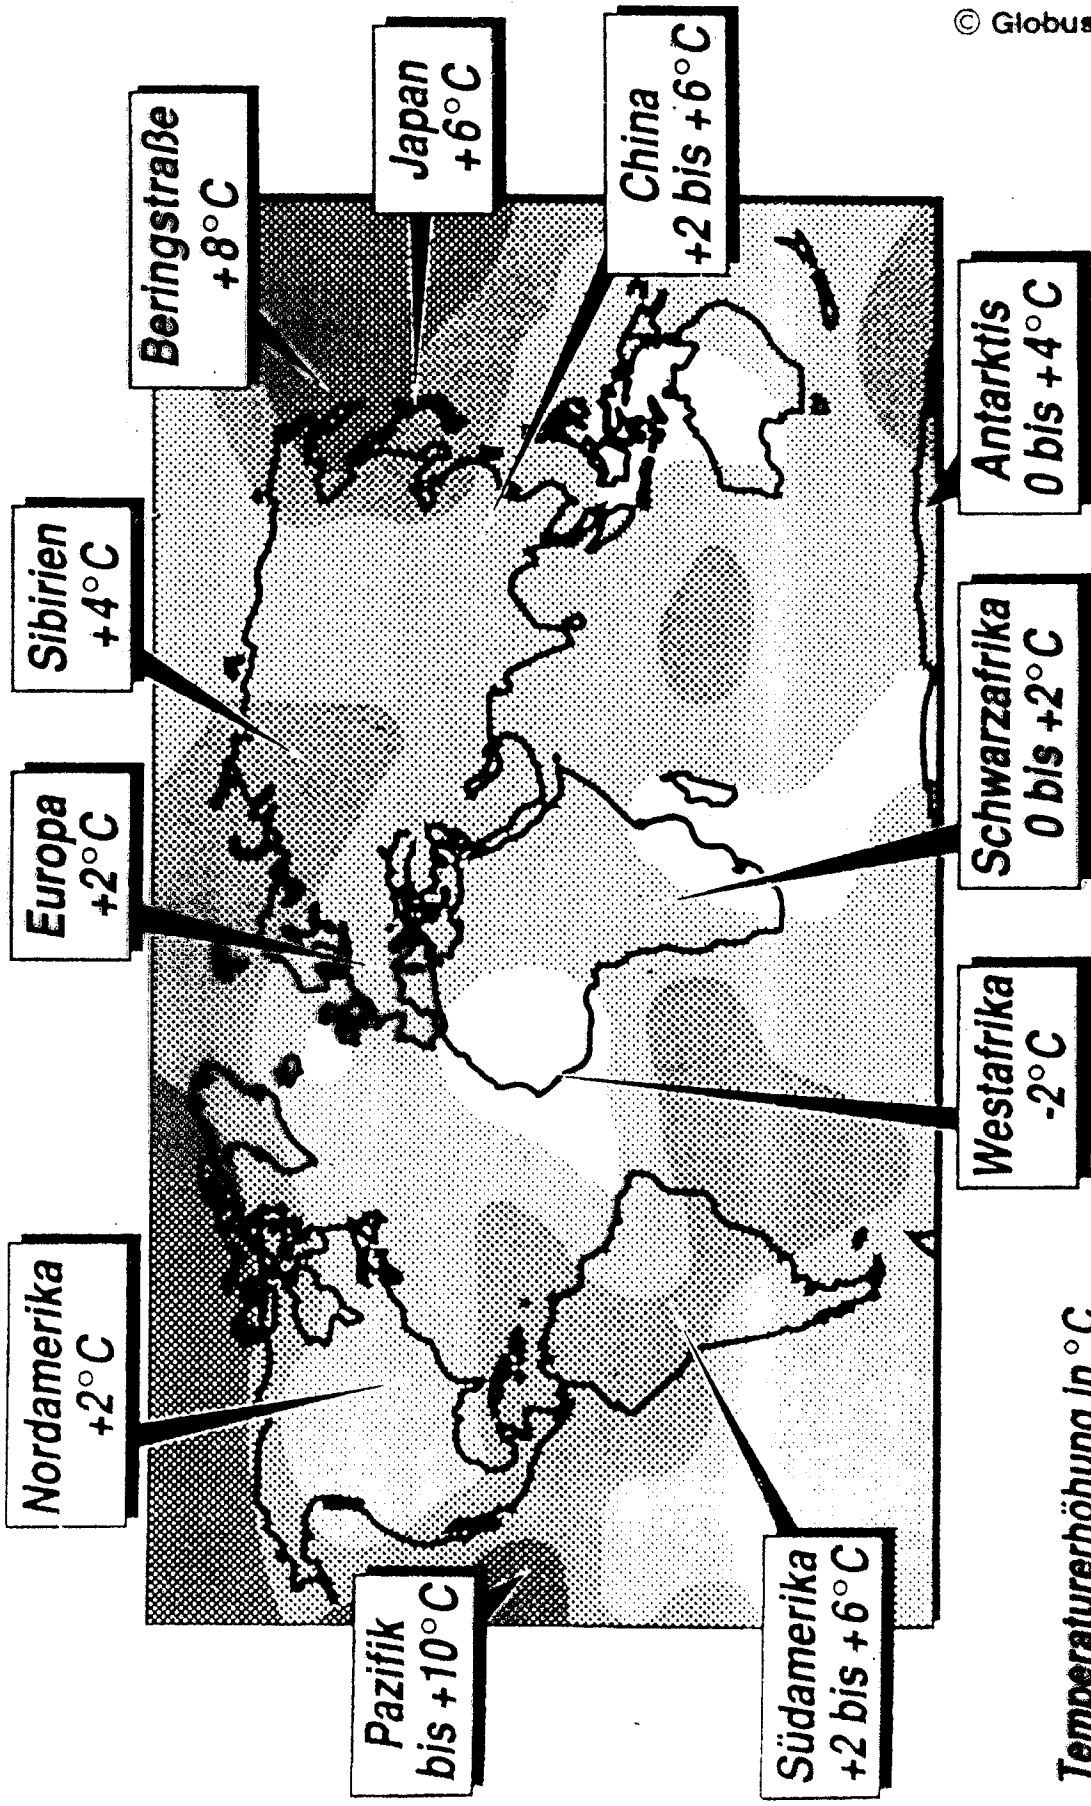 Nordamerika
+2°C
Europa
+2°C
Sibirien
+4°C
Beringstraße
+8°C
Japan
+6°C
China
+2 bis +6°C
Pazifik
bis +10°C
Südamerika
+2 bis +6°C
Westafrika
-2°C
Schwarzafrika
0 bis +2°C
Antarktis
0 bis +4°C
Temperaturerhöhung in °C
© Globus